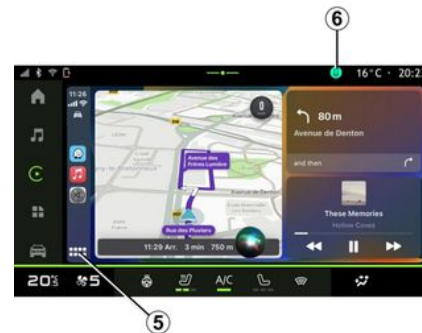 6
16°C · 20:2
11:26
Avenue des
Frères Lumière
Rue des Pluviers
11:29 Arr. 3 min 750 m
0
80 m
Avenue de Denton
and then
These Memories
Hollow Coves
20
5
A/C
5